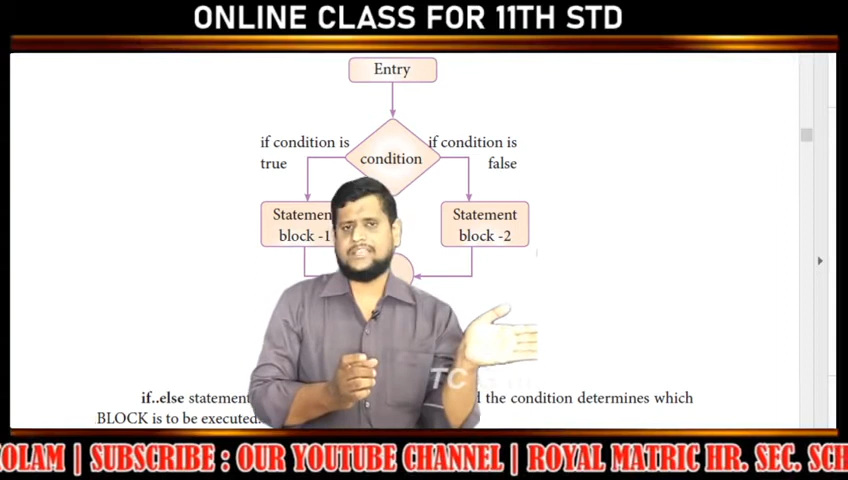 ONLINE CLASS FOR 11TH STD
Entry
if condition is
true
condition
if condition is
false
Statemen
block -1
Statement
block -2
if..else statement
the condition determines which
BLOCK is to be executed
TC
OLAM | SUBSCRIBE : OUR YOUTUBE CHANNEL | ROYAL MATRIC HR. SEC. SCH